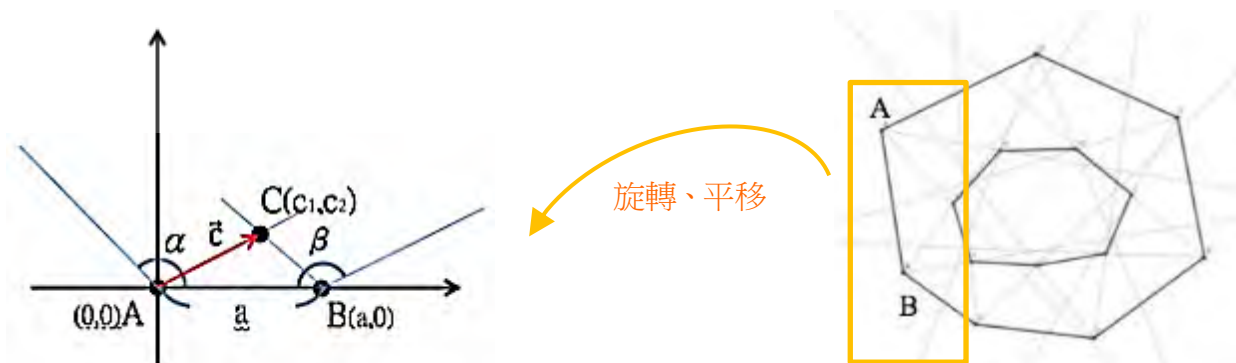 C(c₁,c₂)
α
c⃗
β
(0,0)A
a
B(a,0)
旋轉、平移
A
B